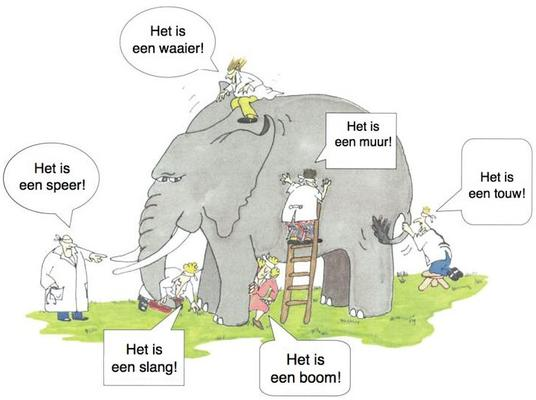 Het is
een waaier!
Het is
een muur!
Het is
een speer!
Het is
een touw!
Het is
een slang!
Het is
een boom!